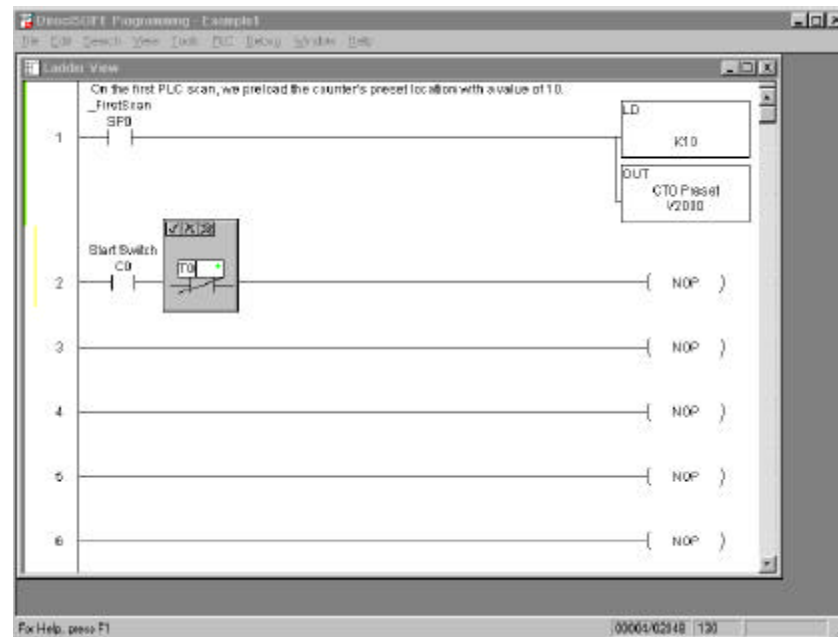 DirectSOFT Programming - Example1
File Edit Search View Tools PLC Debug Window Help
Ladder View
On the first PLC scan, we preload the counter's preset location with a value of 10.
_FirstScan
SP0
LD
K10
1
OUT
CT0 Preset
V2000
Start Switch
C0
T0
2
NOP
3
NOP
4
NOP
5
NOP
6
NOP
For Help, press F1
00004/02048 130